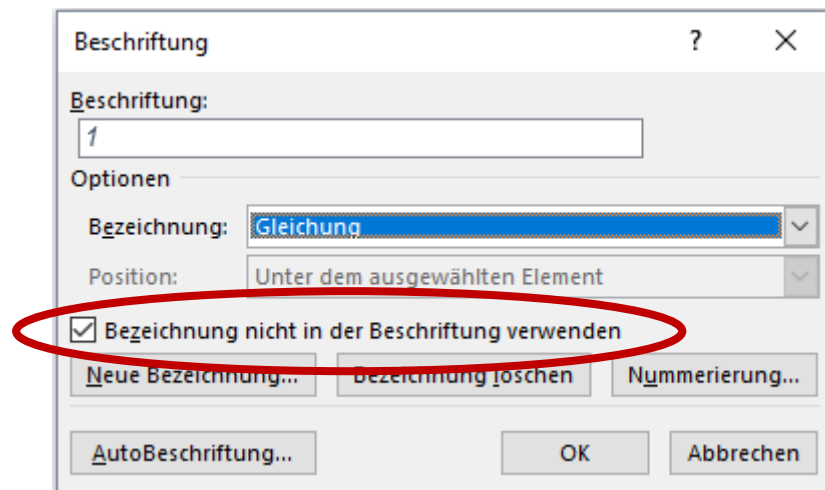 Beschriftung ?
Beschriftung:
1
Optionen
Bezeichnung: Gleichung
Position: Unter dem ausgewählten Element
Bezeichnung nicht in der Beschriftung verwenden
Neue Bezeichnung... Bezeichnung löschen Nummerierung...
AutoBeschriftung... OK Abbrechen